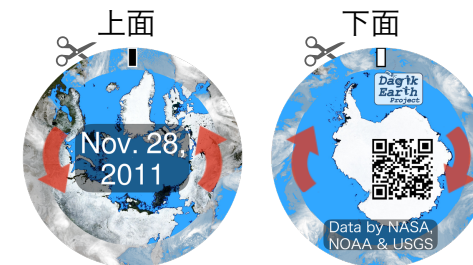 上面
下面
Nov. 28,
2011
Dagik
Earth
Project
Data by NASA,
NOAA & USGS